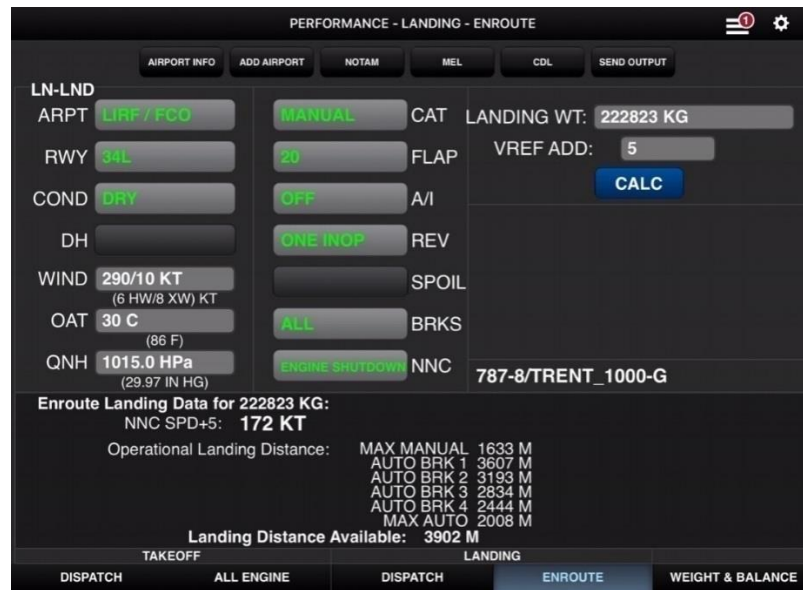 PERFORMANCE - LANDING - ENROUTE
1
AIRPORT INFO ADD AIRPORT NOTAM MEL CDL SEND OUTPUT
LN-LND
ARPT LIRF / FCO MANUAL CAT LANDING WT: 222823 KG
RWY 34L 20 FLAP VREF ADD: 5
COND DRY OFF A/I CALC
DH ONE INOP REV
WIND 290/10 KT SPOIL
(6 HW/8 XW) KT
OAT 30 C ALL BRKS
(86 F)
QNH 1015.0 HPa ENGINE SHUTDOWN NNC 787-8/TRENT_1000-G
(29.97 IN HG)
Enroute Landing Data for 222823 KG:
NNC SPD+5: 172 KT
Operational Landing Distance: MAX MANUAL 1633 M
AUTO BRK 1 3607 M
AUTO BRK 2 3193 M
AUTO BRK 3 2834 M
AUTO BRK 4 2444 M
MAX AUTO 2008 M
Landing Distance Available: 3902 M
TAKEOFF LANDING
DISPATCH ALL ENGINE DISPATCH ENROUTE WEIGHT & BALANCE